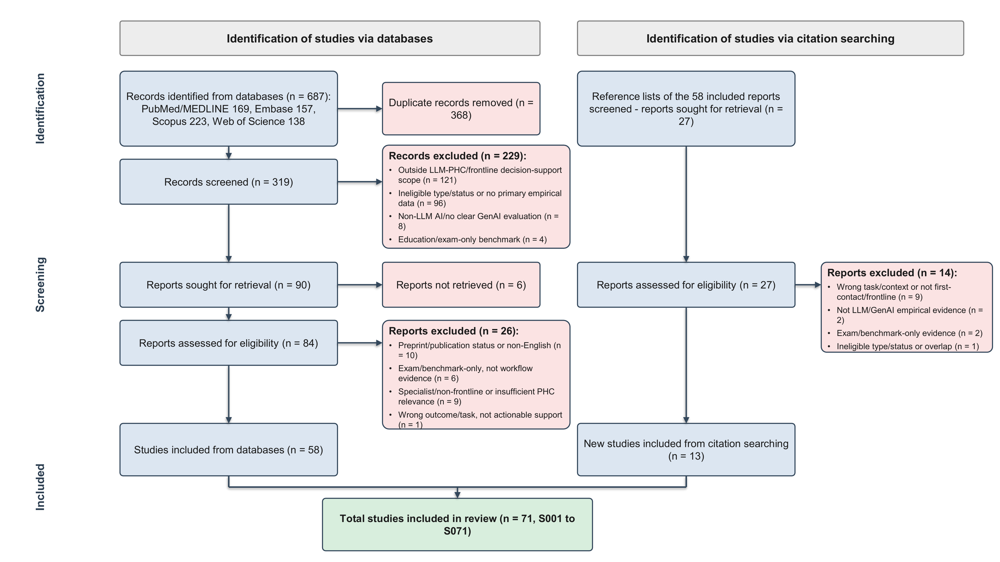 Identification of studies via databases
Identification of studies via citation searching
Identification
Records identified from databases (n = 687):
PubMed/MEDLINE 169, Embase 157,
Scopus 223, Web of Science 138
Duplicate records removed (n =
368)
Reference lists of the 58 included reports
screened - reports sought for retrieval (n =
27)
Records screened (n = 319)
Records excluded (n = 229):
• Outside LLM-PHC/frontline decision-support
scope (n = 121)
• Ineligible type/status or no primary empirical
data (n = 96)
• Non-LLM AI/no clear GenAI evaluation (n =
8)
• Education/exam-only benchmark (n = 4)
Screening
Reports sought for retrieval (n = 90)
Reports not retrieved (n = 6)
Reports assessed for eligibility (n = 27)
Reports excluded (n = 14):
• Wrong task/context or not first-
contact/frontline (n = 9)
• Not LLM/GenAI empirical evidence (n =
2)
• Exam/benchmark-only evidence (n = 2)
• Ineligible type/status or overlap (n = 1)
Reports assessed for eligibility (n = 84)
Reports excluded (n = 26):
• Preprint/publication status or non-English (n
= 10)
• Exam/benchmark-only, not workflow
evidence (n = 6)
• Specialist/non-frontline or insufficient PHC
relevance (n = 9)
• Wrong outcome/task, not actionable support
(n = 1)
Included
Studies included from databases (n = 58)
New studies included from citation searching
(n = 13)
Total studies included in review (n = 71, S001 to
S071)